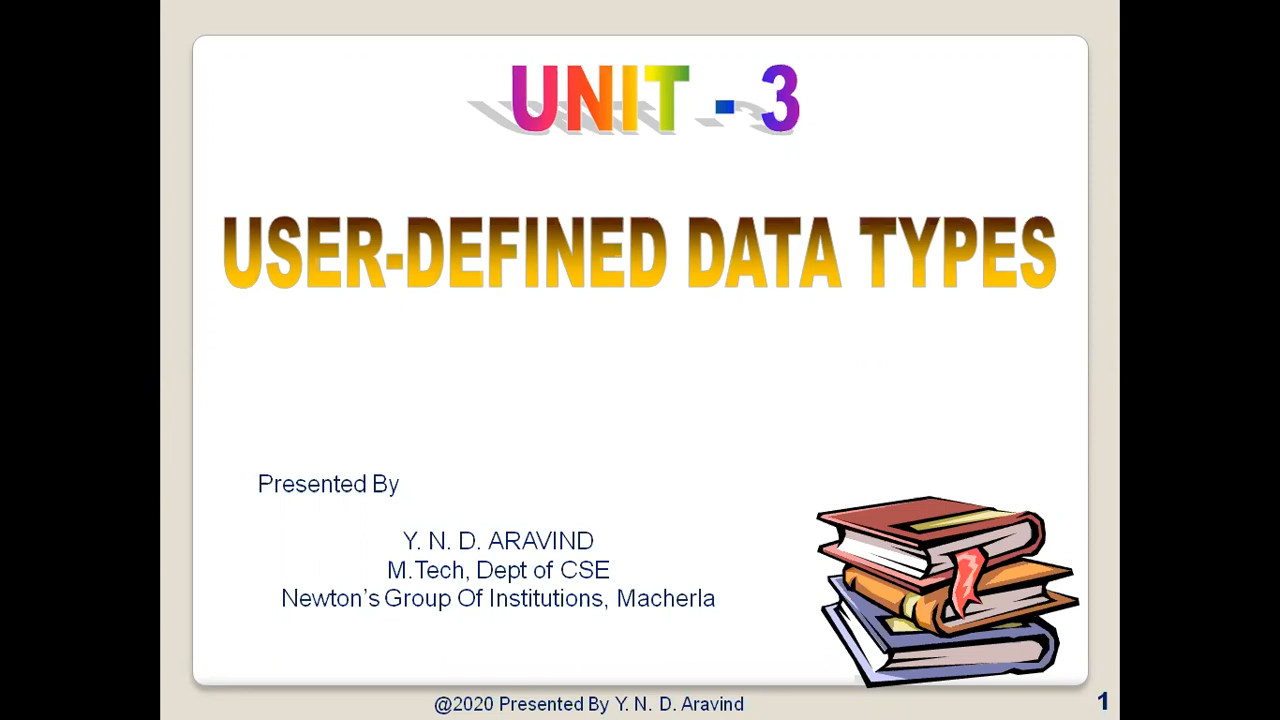 UNIT - 3
USER-DEFINED DATA TYPES
Presented By
Y. N. D. ARAVIND
M.Tech, Dept of CSE
Newton's Group Of Institutions, Macherla
@2020 Presented By Y. N. D. Aravind
1